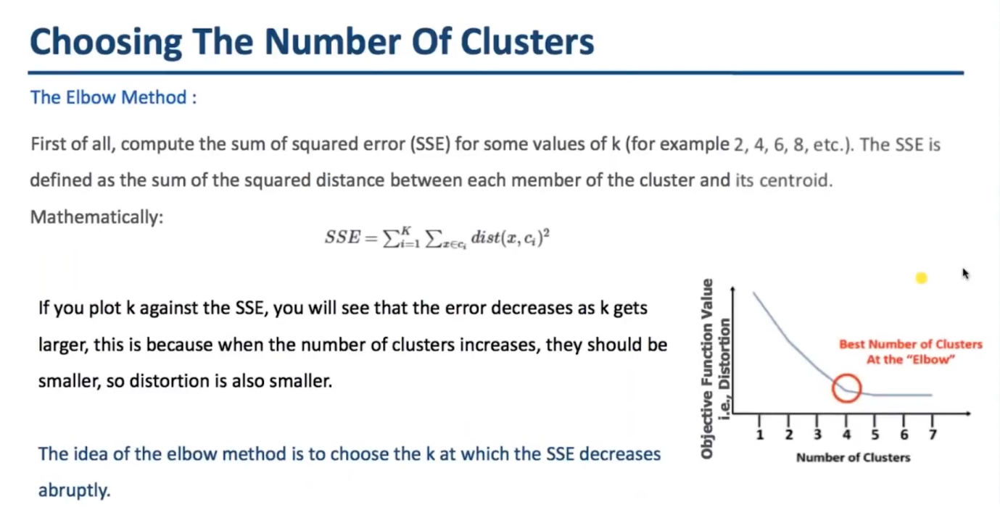 Choosing The Number Of Clusters
The Elbow Method :
First of all, compute the sum of squared error (SSE) for some values of k (for example 2, 4, 6, 8, etc.). The SSE is
defined as the sum of the squared distance between each member of the cluster and its centroid.
Mathematically:
SSE = ∑ᴷᵢ₌₁ ∑ₓ∈cᵢ dist(x, cᵢ)²
If you plot k against the SSE, you will see that the error decreases as k gets
larger, this is because when the number of clusters increases, they should be
smaller, so distortion is also smaller.
The idea of the elbow method is to choose the k at which the SSE decreases
abruptly.
Objective Function Value
i.e., Distortion
Best Number of Clusters
At the “Elbow”
1 2 3 4 5 6 7
Number of Clusters